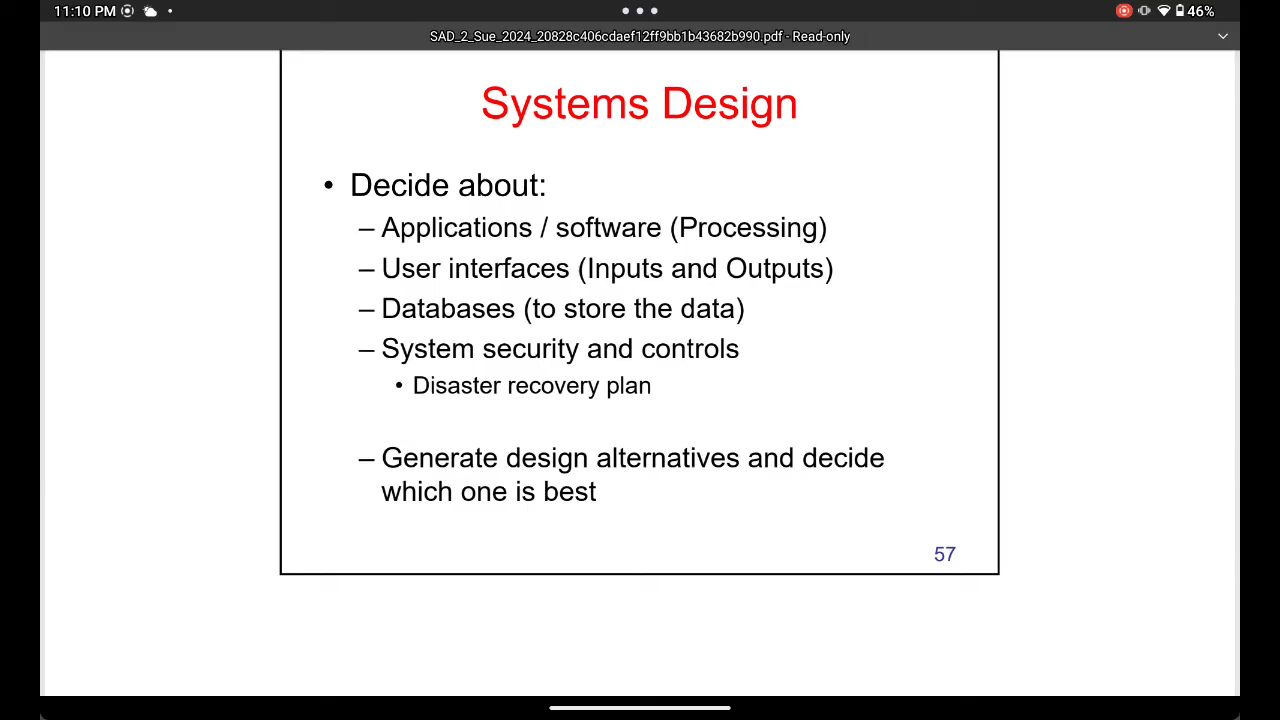 11:10 PM
46%
SAD_2_Sue_2024_20828c406cdaef12ff9bb1b43682b990.pdf - Read-only
Systems Design
• Decide about:
– Applications / software (Processing)
– User interfaces (Inputs and Outputs)
– Databases (to store the data)
– System security and controls
• Disaster recovery plan
– Generate design alternatives and decide
which one is best
57